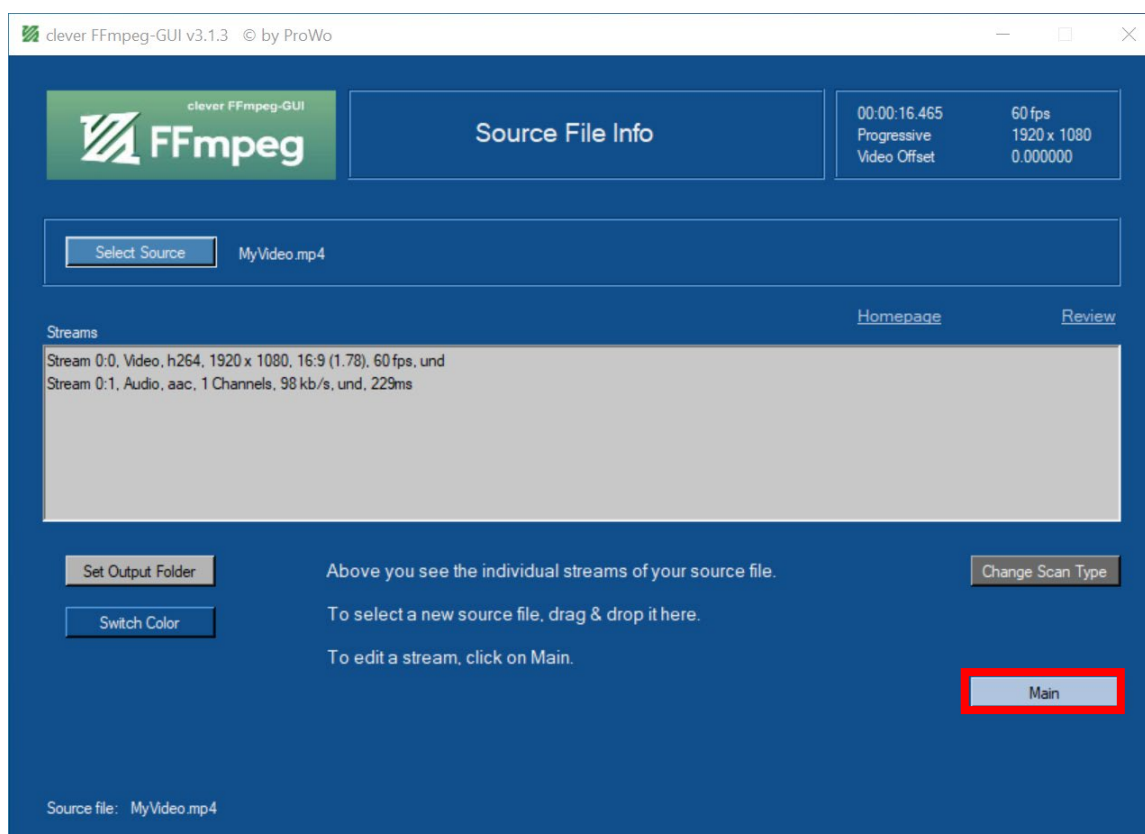 clever FFmpeg-GUI v3.1.3 © by ProWo
clever FFmpeg-GUI
FFmpeg
Source File Info
00:00:16.465 60 fps
Progressive 1920 x 1080
Video Offset 0.000000
Select Source MyVideo.mp4
Homepage Review
Streams
Stream 0:0, Video, h264, 1920 x 1080, 16:9 (1.78), 60 fps, und
Stream 0:1, Audio, aac, 1 Channels, 98 kb/s, und, 229ms
Set Output Folder
Above you see the individual streams of your source file.
Change Scan Type
Switch Color
To select a new source file, drag & drop it here.
To edit a stream, click on Main.
Main
Source file: MyVideo.mp4